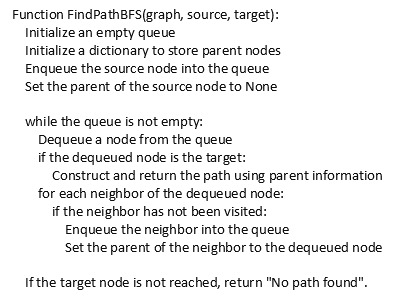 Function FindPathBFS(graph, source, target):
Initialize an empty queue
Initialize a dictionary to store parent nodes
Enqueue the source node into the queue
Set the parent of the source node to None
while the queue is not empty:
Dequeue a node from the queue
if the dequeued node is the target:
Construct and return the path using parent information
for each neighbor of the dequeued node:
if the neighbor has not been visited:
Enqueue the neighbor into the queue
Set the parent of the neighbor to the dequeued node
If the target node is not reached, return "No path found".